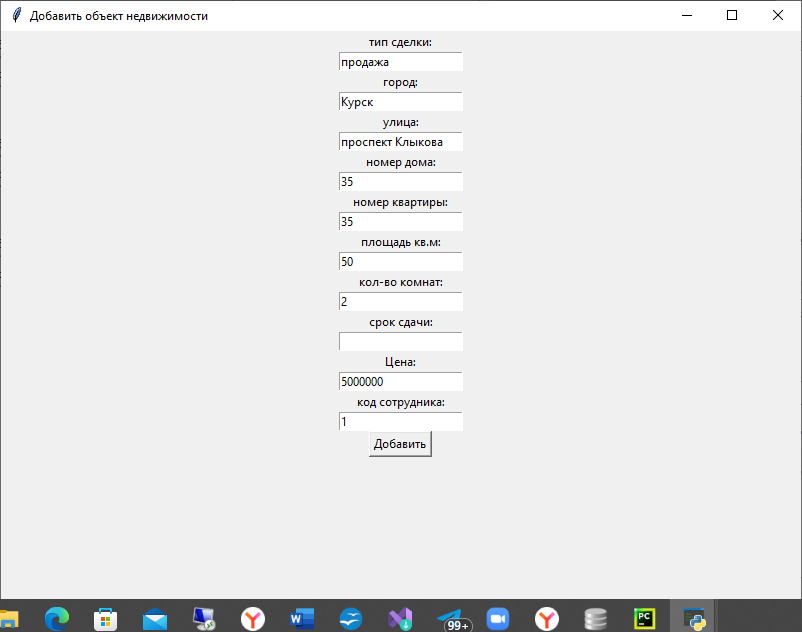 Добавить объект недвижимости
тип сделки:
продажа
город:
Курск
улица:
проспект Клыкова
номер дома:
35
номер квартиры:
35
площадь кв.м:
50
кол-во комнат:
2
срок сдачи:
Цена:
5000000
код сотрудника:
1
Добавить
Y W 99+ Y PC